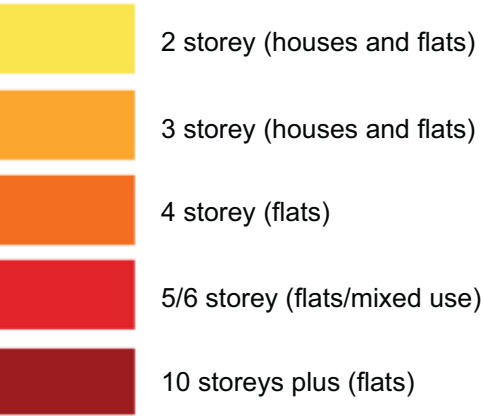 2 storey (houses and flats)
3 storey (houses and flats)
4 storey (flats)
5/6 storey (flats/mixed use)
10 storeys plus (flats)